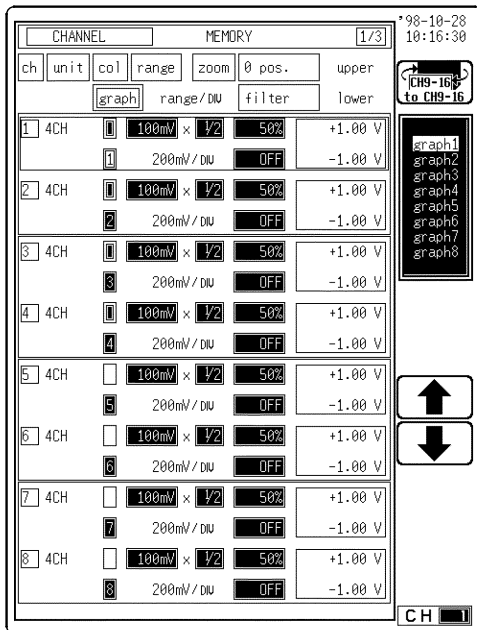 '98-10-28
CHANNEL MEMORY 1/3 10:16:30
ch unit col range zoom 0 pos. upper
CH9-16
to CH9-16
graph range/DIV filter lower
1 4CH 100mV × 1/2 50% +1.00 V
1 200mV/DIV OFF -1.00 V
2 4CH 100mV × 1/2 50% +1.00 V
2 200mV/DIV OFF -1.00 V
3 4CH 100mV × 1/2 50% +1.00 V
3 200mV/DIV OFF -1.00 V
4 4CH 100mV × 1/2 50% +1.00 V
4 200mV/DIV OFF -1.00 V
5 4CH 100mV × 1/2 50% +1.00 V
5 200mV/DIV OFF -1.00 V
6 4CH 100mV × 1/2 50% +1.00 V
6 200mV/DIV OFF -1.00 V
7 4CH 100mV × 1/2 50% +1.00 V
7 200mV/DIV OFF -1.00 V
8 4CH 100mV × 1/2 50% +1.00 V
8 200mV/DIV OFF -1.00 V
graph1
graph2
graph3
graph4
graph5
graph6
graph7
graph8
CH 1